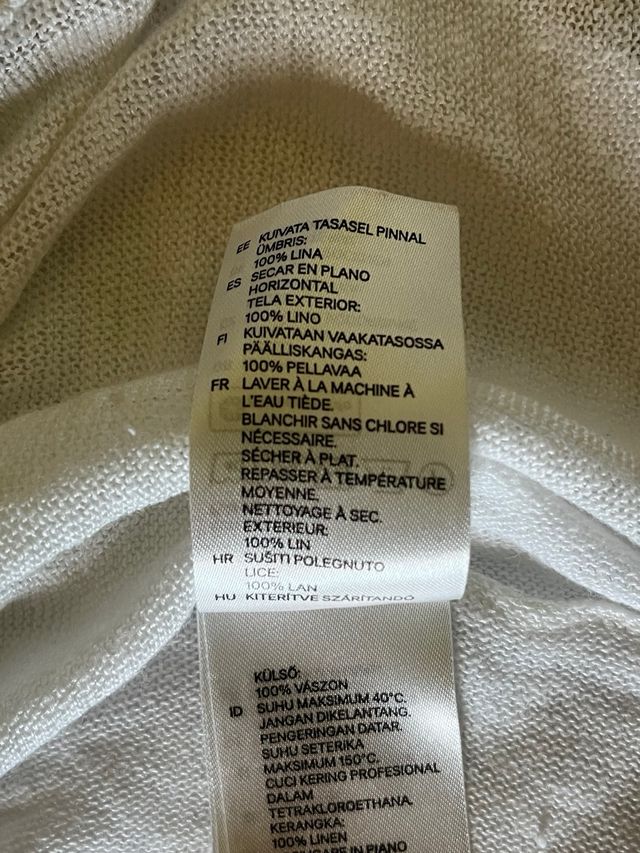 EE KUIVATA TASASEL PINNAL
ÜMBRIS:
100% LINA
ES SECAR EN PLANO
HORIZONTAL
TELA EXTERIOR:
100% LINO
FI KUIVATAAN VAAKATASOSSA
PÄÄLLISKANGAS:
100% PELLAVAA
FR LAVER À LA MACHINE À
L'EAU TIÈDE.
BLANCHIR SANS CHLORE SI
NÉCESSAIRE.
SÉCHER À PLAT.
REPASSER À TEMPÉRATURE
MOYENNE.
NETTOYAGE À SEC.
EXTERIEUR:
100% LIN
HR SUŠITI POLEGNUTO
LICE:
100% LAN
HU KITERÍTVE SZÁRÍTANDÓ
KÜLSŐ:
100% VÁSZON
ID SUHU MAKSIMUM 40°C.
JANGAN DIKELANTANG.
PENGERINGAN DATAR.
SUHU SETERIKA
MAKSIMUM 150°C.
CUCI KERING PROFESIONAL
DALAM
TETRAKLOROETHANA.
KERANGKA:
100% LINEN
IN PIANO